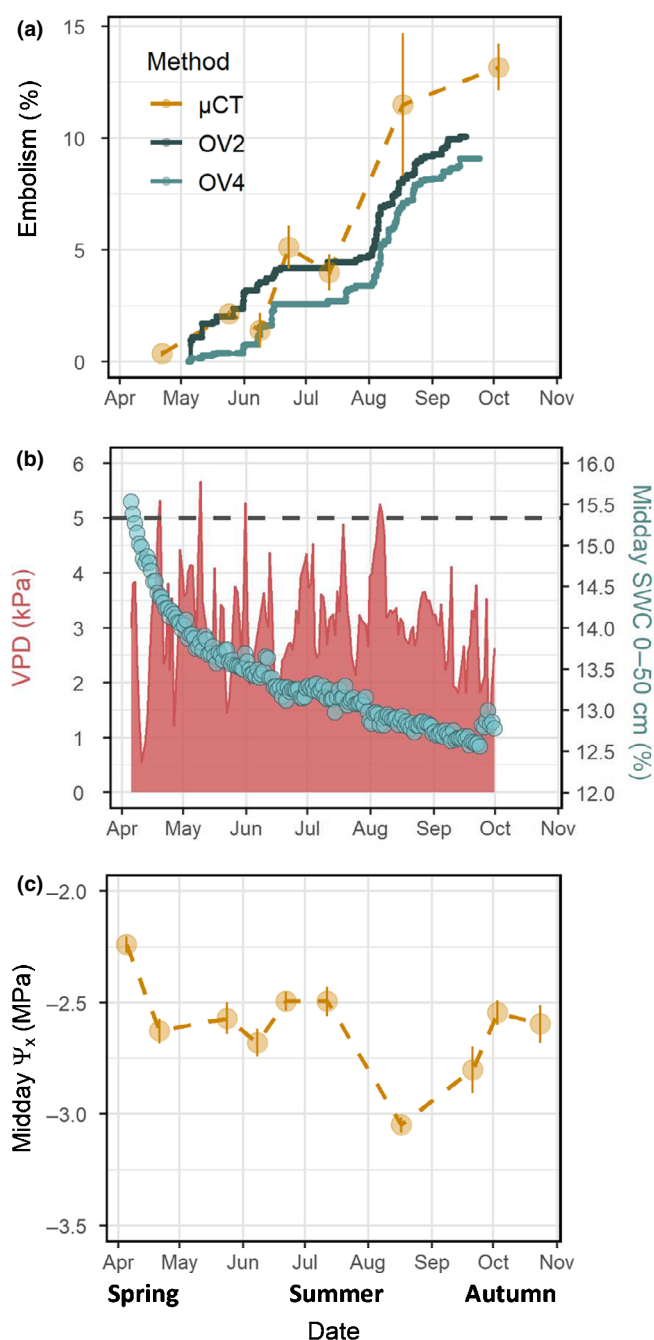 (a)
15
10
5
0
Embolism (%)
Method
μCT
OV2
OV4
Apr May Jun Jul Aug Sep Oct Nov
(b)
6
5
4
3
2
1
0
VPD (kPa)
16.0
15.5
15.0
14.5
14.0
13.5
13.0
12.5
12.0
Midday SWC 0–50 cm (%)
Apr May Jun Jul Aug Sep Oct Nov
(c)
–2.0
–2.5
–3.0
–3.5
Midday Ψx (MPa)
Apr May Jun Jul Aug Sep Oct Nov
Spring Summer Autumn
Date